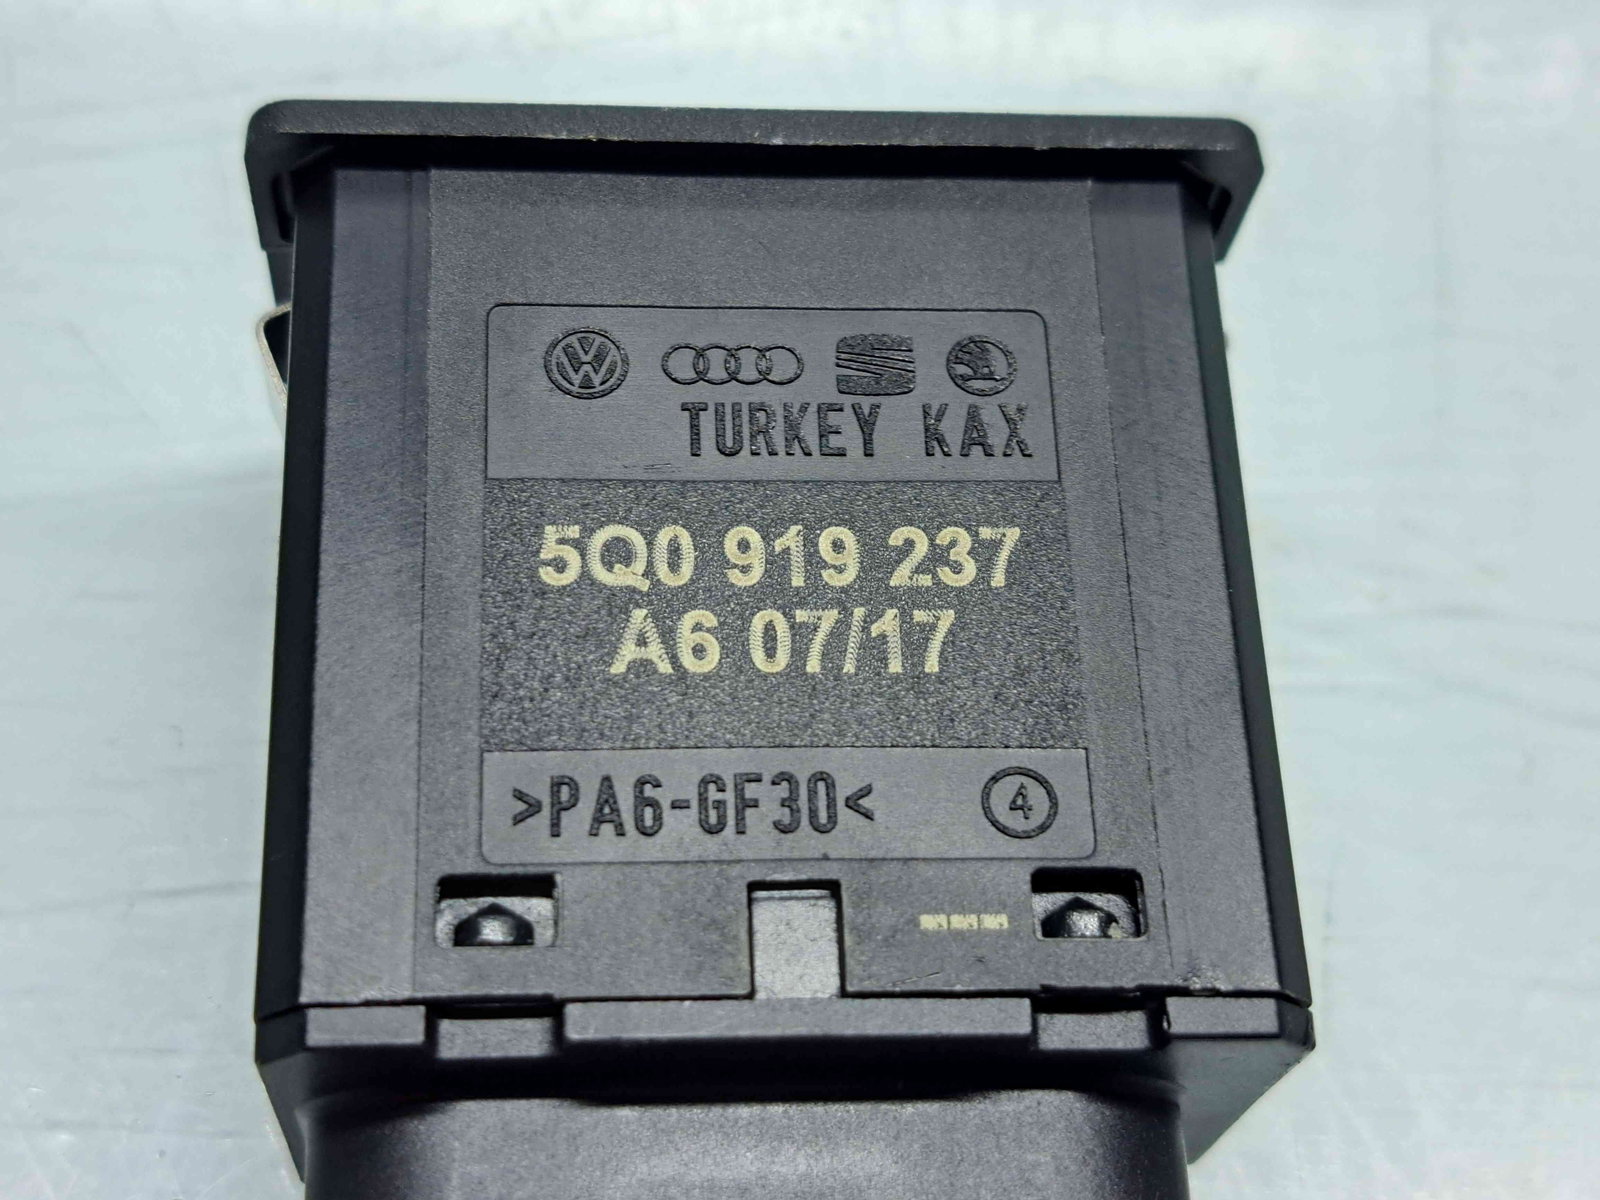 TURKEY KAX
5Q0 919 237
A6 07/17
>PA6-GF30< 4